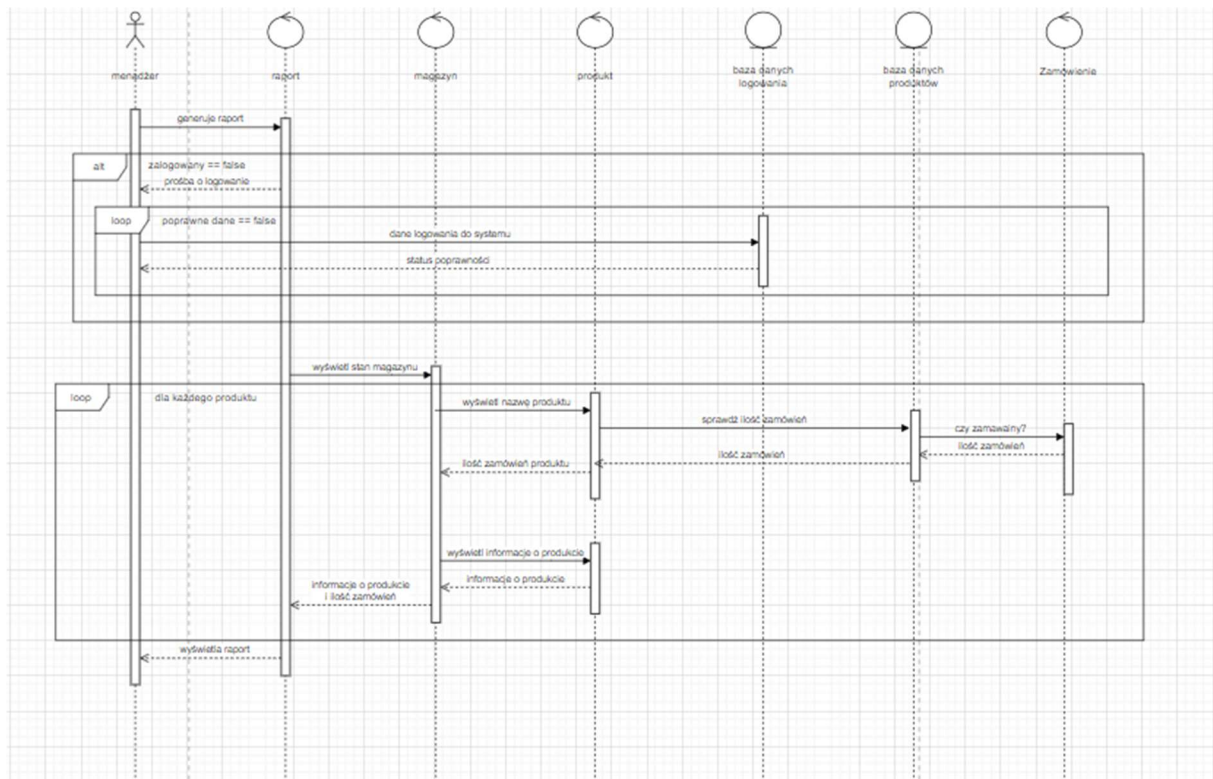 menadżer
raport
magazyn
produkt
baza danych
logowania
baza danych
produktów
Zamówienie
generuje raport
alt
zalogowany == false
prośba o logowanie
loop
poprawne dane == false
dane logowania do systemu
status poprawności
wyświetl stan magazynu
loop
dla każdego produktu
wyświetl nazwę produktu
sprawdź ilość zamówień
czy zamawalny?
ilość zamówień
ilość zamówień
ilość zamówień produktu
wyświetl informacje o produkcie
informacje o produkcie
informacje o produkcie
i ilość zamówień
wyświetla raport